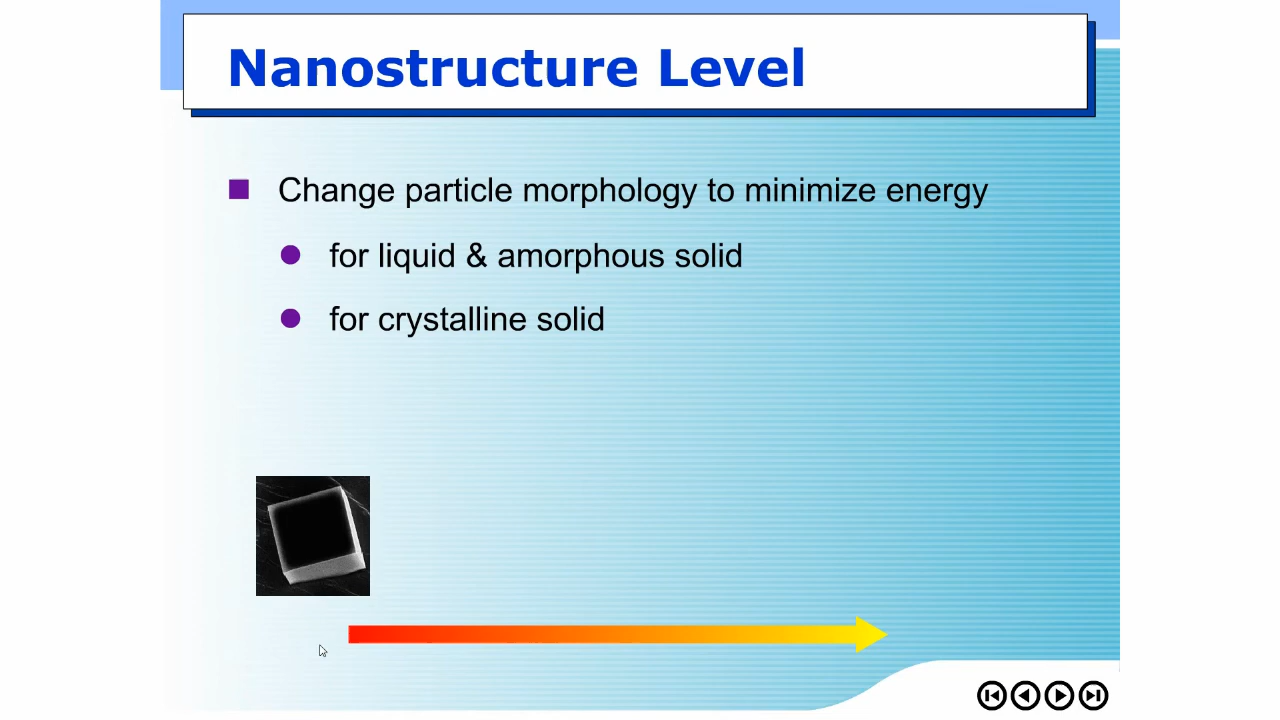 Nanostructure Level
Change particle morphology to minimize energy
for liquid & amorphous solid
for crystalline solid